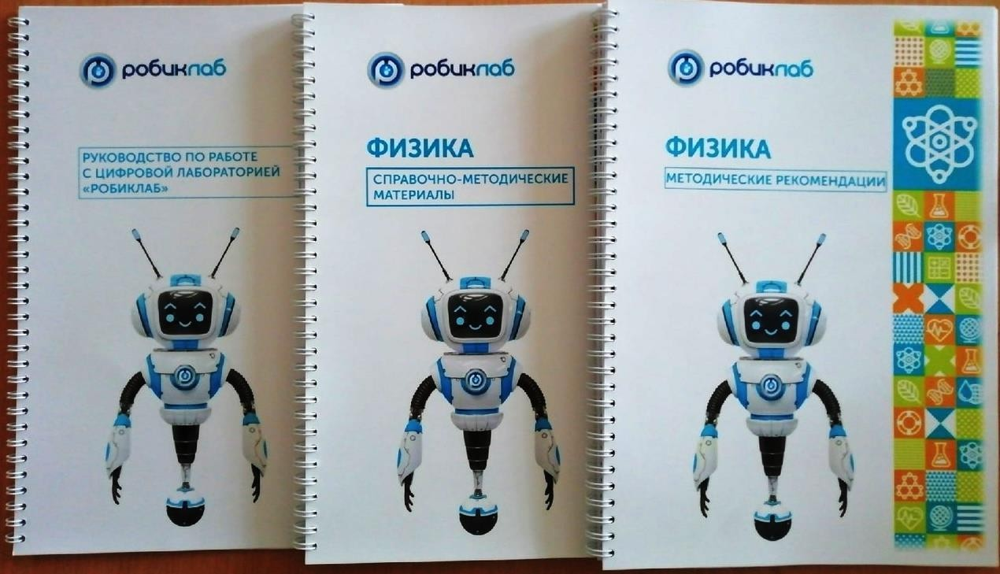 робиклаб
РУКОВОДСТВО ПО РАБОТЕ
С ЦИФРОВОЙ ЛАБОРАТОРИЕЙ
«РОБИКЛАБ»
робиклаб
ФИЗИКА
СПРАВОЧНО-МЕТОДИЧЕСКИЕ
МАТЕРИАЛЫ
робиклаб
ФИЗИКА
МЕТОДИЧЕСКИЕ РЕКОМЕНДАЦИИ